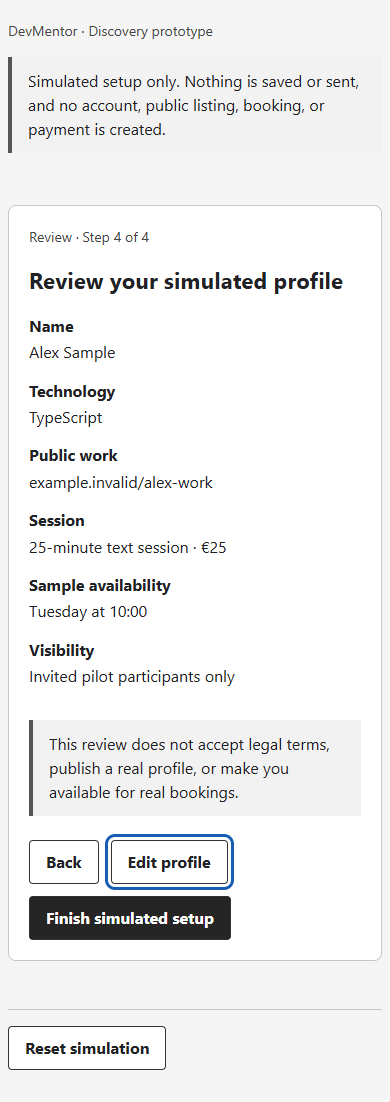 DevMentor · Discovery prototype
Simulated setup only. Nothing is saved or sent,
and no account, public listing, booking, or
payment is created.
Review · Step 4 of 4
Review your simulated profile
Name
Alex Sample
Technology
TypeScript
Public work
example.invalid/alex-work
Session
25-minute text session · €25
Sample availability
Tuesday at 10:00
Visibility
Invited pilot participants only
This review does not accept legal terms,
publish a real profile, or make you
available for real bookings.
Back
Edit profile
Finish simulated setup
Reset simulation